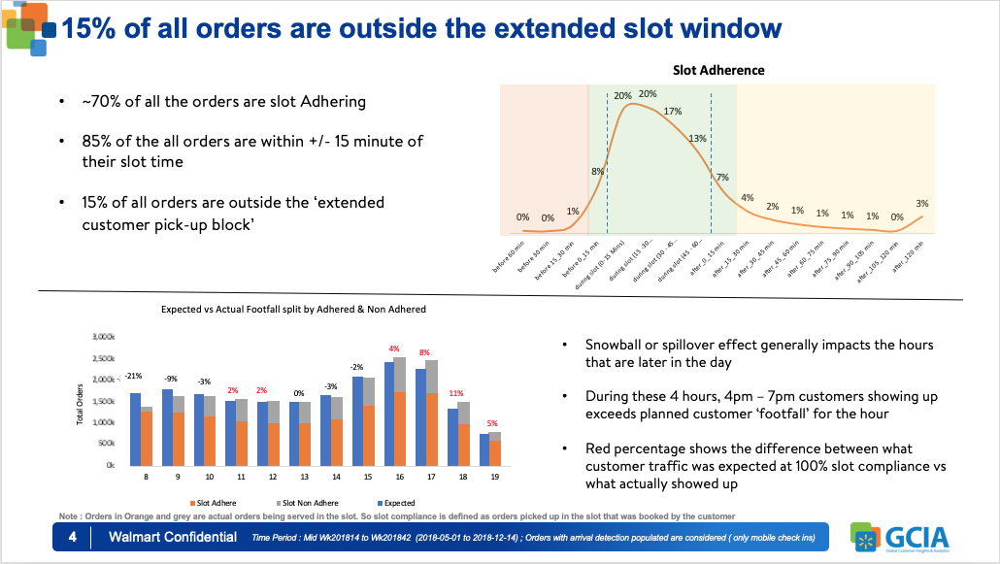 15% of all orders are outside the extended slot window
• ~70% of all the orders are slot Adhering
• 85% of the all orders are within +/- 15 minute of
their slot time
• 15% of all orders are outside the ‘extended
customer pick-up block’
Slot Adherence
0%
0%
1%
8%
20%
20%
17%
13%
7%
4%
2%
1%
1%
1%
1%
0%
3%
before 60 min
before 30 min
before 15_30 min
before 0_15 min
during slot (0-15 Mins)
during slot (15 -30...
during slot (30 - 45...
during slot (45 - 60...
after_0_15 min
after_15_30 min
after_30_45 min
after_45_60 min
after_60_75 min
after_75_90 min
after_90_105 min
after_105_120 min
after_120 min
Expected vs Actual Footfall split by Adhered & Non Adhered
Total Orders
3,000k
2,500k
2,000k
1,500k
1,000k
500k
0k
-21%
-9%
-3%
2%
2%
0%
-3%
-2%
4%
8%
11%
5%
8 9 10 11 12 13 14 15 16 17 18 19
Slot Adhere Slot Non Adhere Expected
• Snowball or spillover effect generally impacts the hours
that are later in the day
• During these 4 hours, 4pm – 7pm customers showing up
exceeds planned customer ‘footfall’ for the hour
• Red percentage shows the difference between what
customer traffic was expected at 100% slot compliance vs
what actually showed up
Note : Orders in Orange and grey are actual orders being served in the slot. So slot compliance is defined as orders picked up in the slot that was booked by the customer
4 Walmart Confidential Time Period : Mid Wk201814 to Wk201842 (2018-05-01 to 2018-12-14) ; Orders with arrival detection populated are considered ( only mobile check ins)
GCIA
Global Customer Insights & Analytics